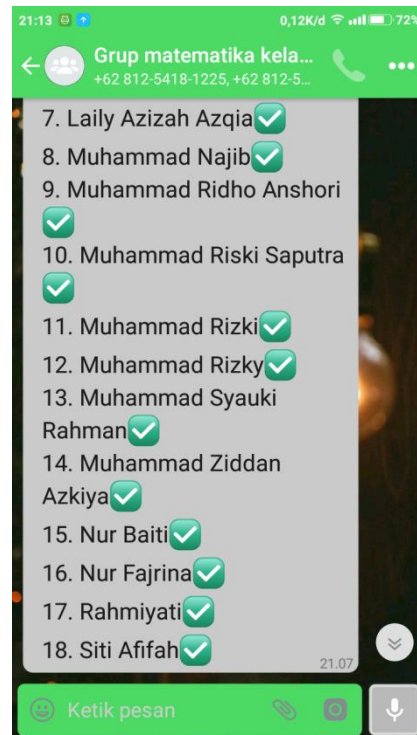 21:13 0,12K/d 72%
Grup matematika kela...
+62 812-5418-1225, +62 812-5...
7. Laily Azizah Azqia✅
8. Muhammad Najib✅
9. Muhammad Ridho Anshori
✅
10. Muhammad Riski Saputra
✅
11. Muhammad Rizki✅
12. Muhammad Rizky✅
13. Muhammad Syauki
Rahman✅
14. Muhammad Ziddan
Azkiya✅
15. Nur Baiti✅
16. Nur Fajrina✅
17. Rahmiyati✅
18. Siti Afifah✅
21.07
Ketik pesan